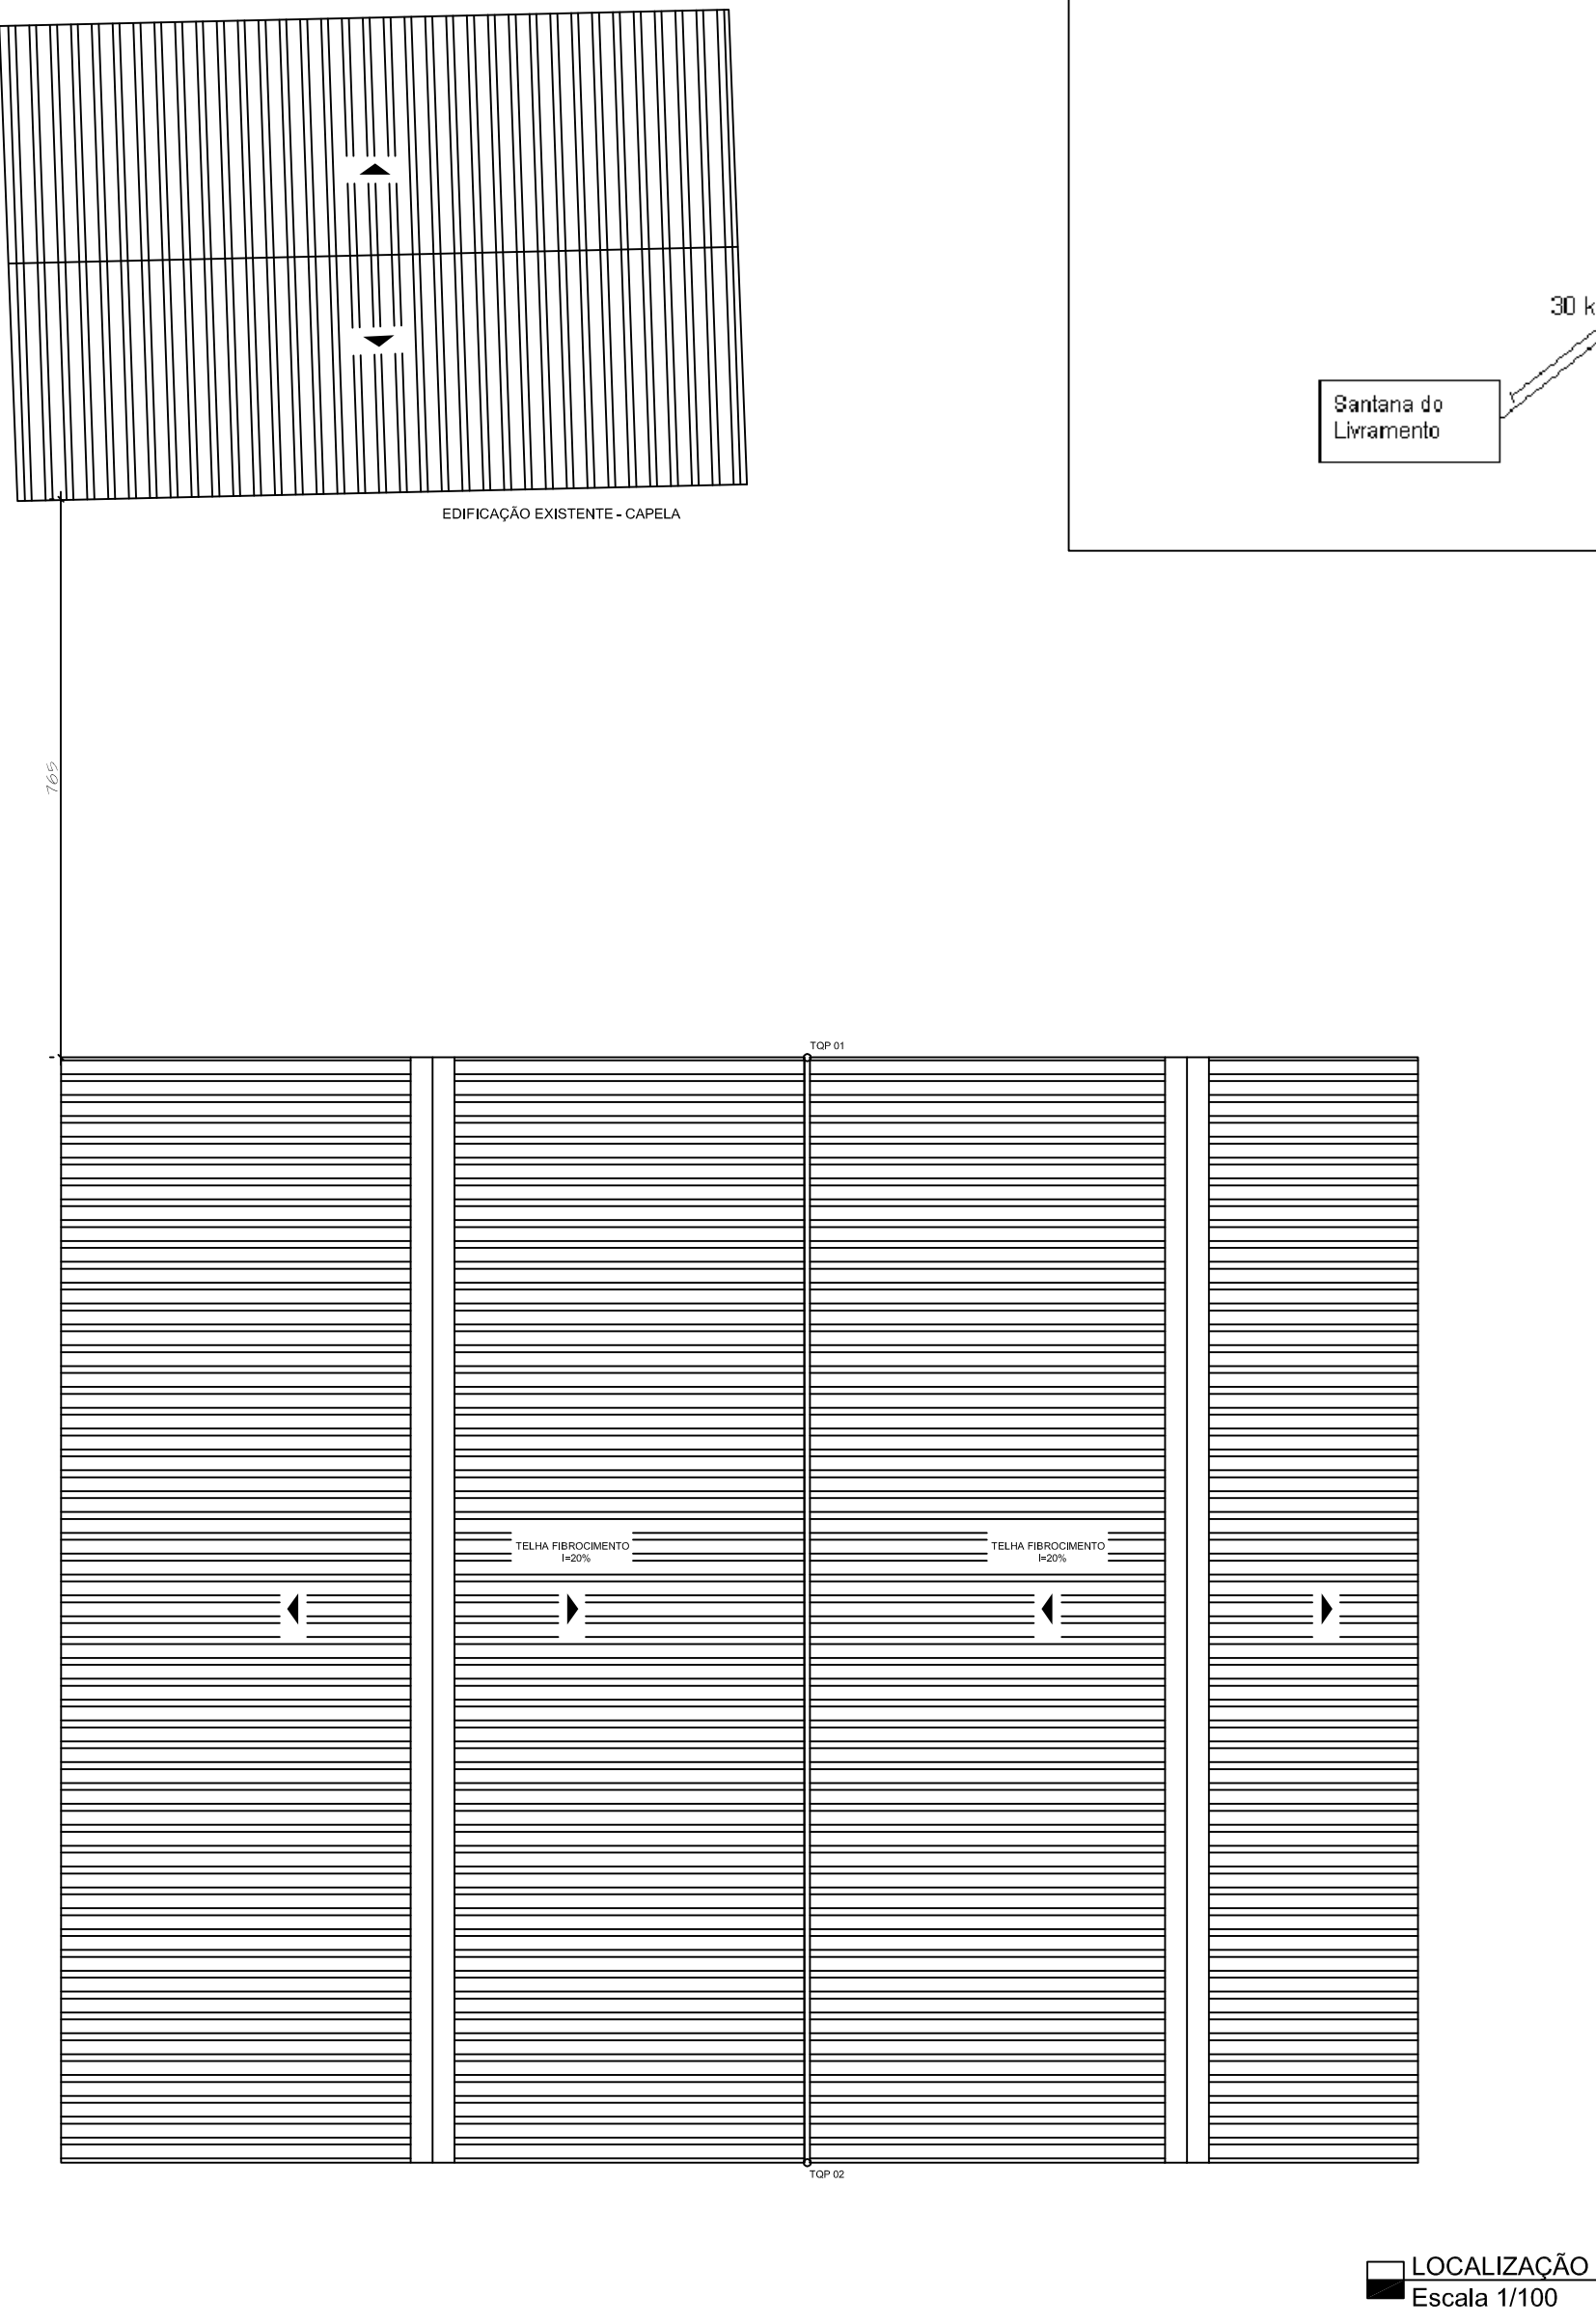 30 k
Santana do
Livramento
EDIFICAÇÃO EXISTENTE - CAPELA
765
TQP 01
TELHA FIBROCIMENTO
I=20%
TELHA FIBROCIMENTO
I=20%
TQP 02
LOCALIZAÇÃO
Escala 1/100